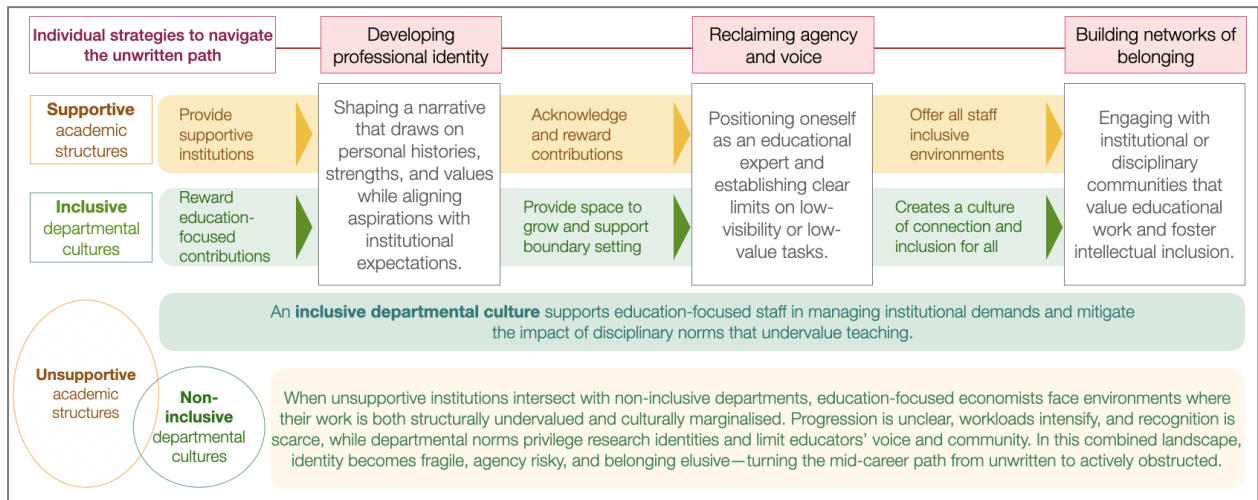 Individual strategies to navigate
the unwritten path
Developing
professional identity
Reclaiming agency
and voice
Building networks of
belonging
Supportive
academic
structures
Provide
supportive
institutions
Shaping a narrative
that draws on
personal histories,
strengths, and values
while aligning
aspirations with
institutional
expectations.
Acknowledge
and reward
contributions
Positioning oneself
as an educational
expert and
establishing clear
limits on low-
visibility or low-
value tasks.
Offer all staff
inclusive
environments
Engaging with
institutional or
disciplinary
communities that
value educational
work and foster
intellectual inclusion.
Inclusive
departmental
cultures
Reward
education-
focused
contributions
Provide space to
grow and support
boundary setting
Creates a culture
of connection and
inclusion for all
An inclusive departmental culture supports education-focused staff in managing institutional demands and mitigate
the impact of disciplinary norms that undervalue teaching.
Unsupportive
academic
structures
Non-
inclusive
departmental
cultures
When unsupportive institutions intersect with non-inclusive departments, education-focused economists face environments where
their work is both structurally undervalued and culturally marginalised. Progression is unclear, workloads intensify, and recognition is
scarce, while departmental norms privilege research identities and limit educators’ voice and community. In this combined landscape,
identity becomes fragile, agency risky, and belonging elusive—turning the mid-career path from unwritten to actively obstructed.